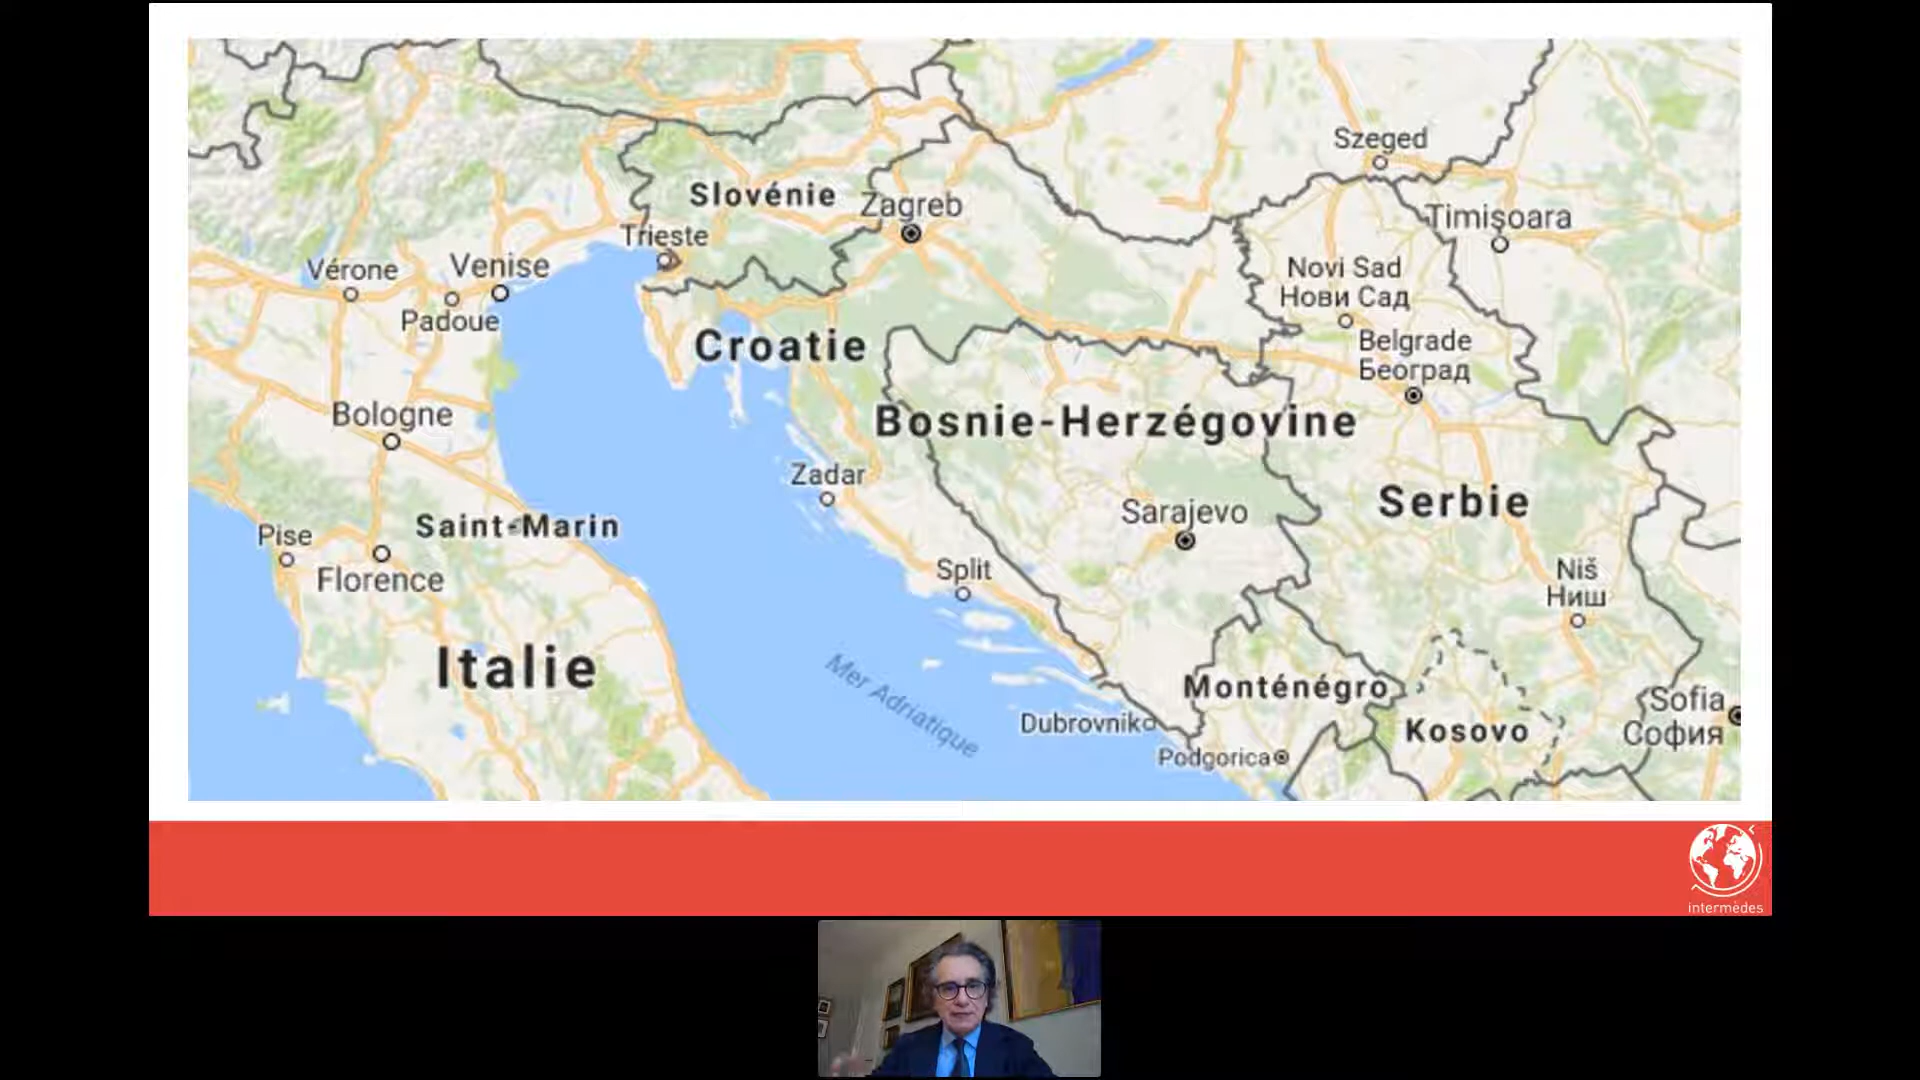 Szeged
Slovénie
Zagreb
Timișoara
Trieste
Vérone
Venise
Novi Sad
Нови Сад
Padoue
Croatie
Belgrade
Београд
Bologne
Bosnie-Herzégovine
Zadar
Serbie
Sarajevo
Saint-Marin
Pise
Florence
Split
Niš
Ниш
Italie
Mer Adriatique
Monténégro
Sofia
София
Dubrovnik
Kosovo
Podgorica
intermèdes